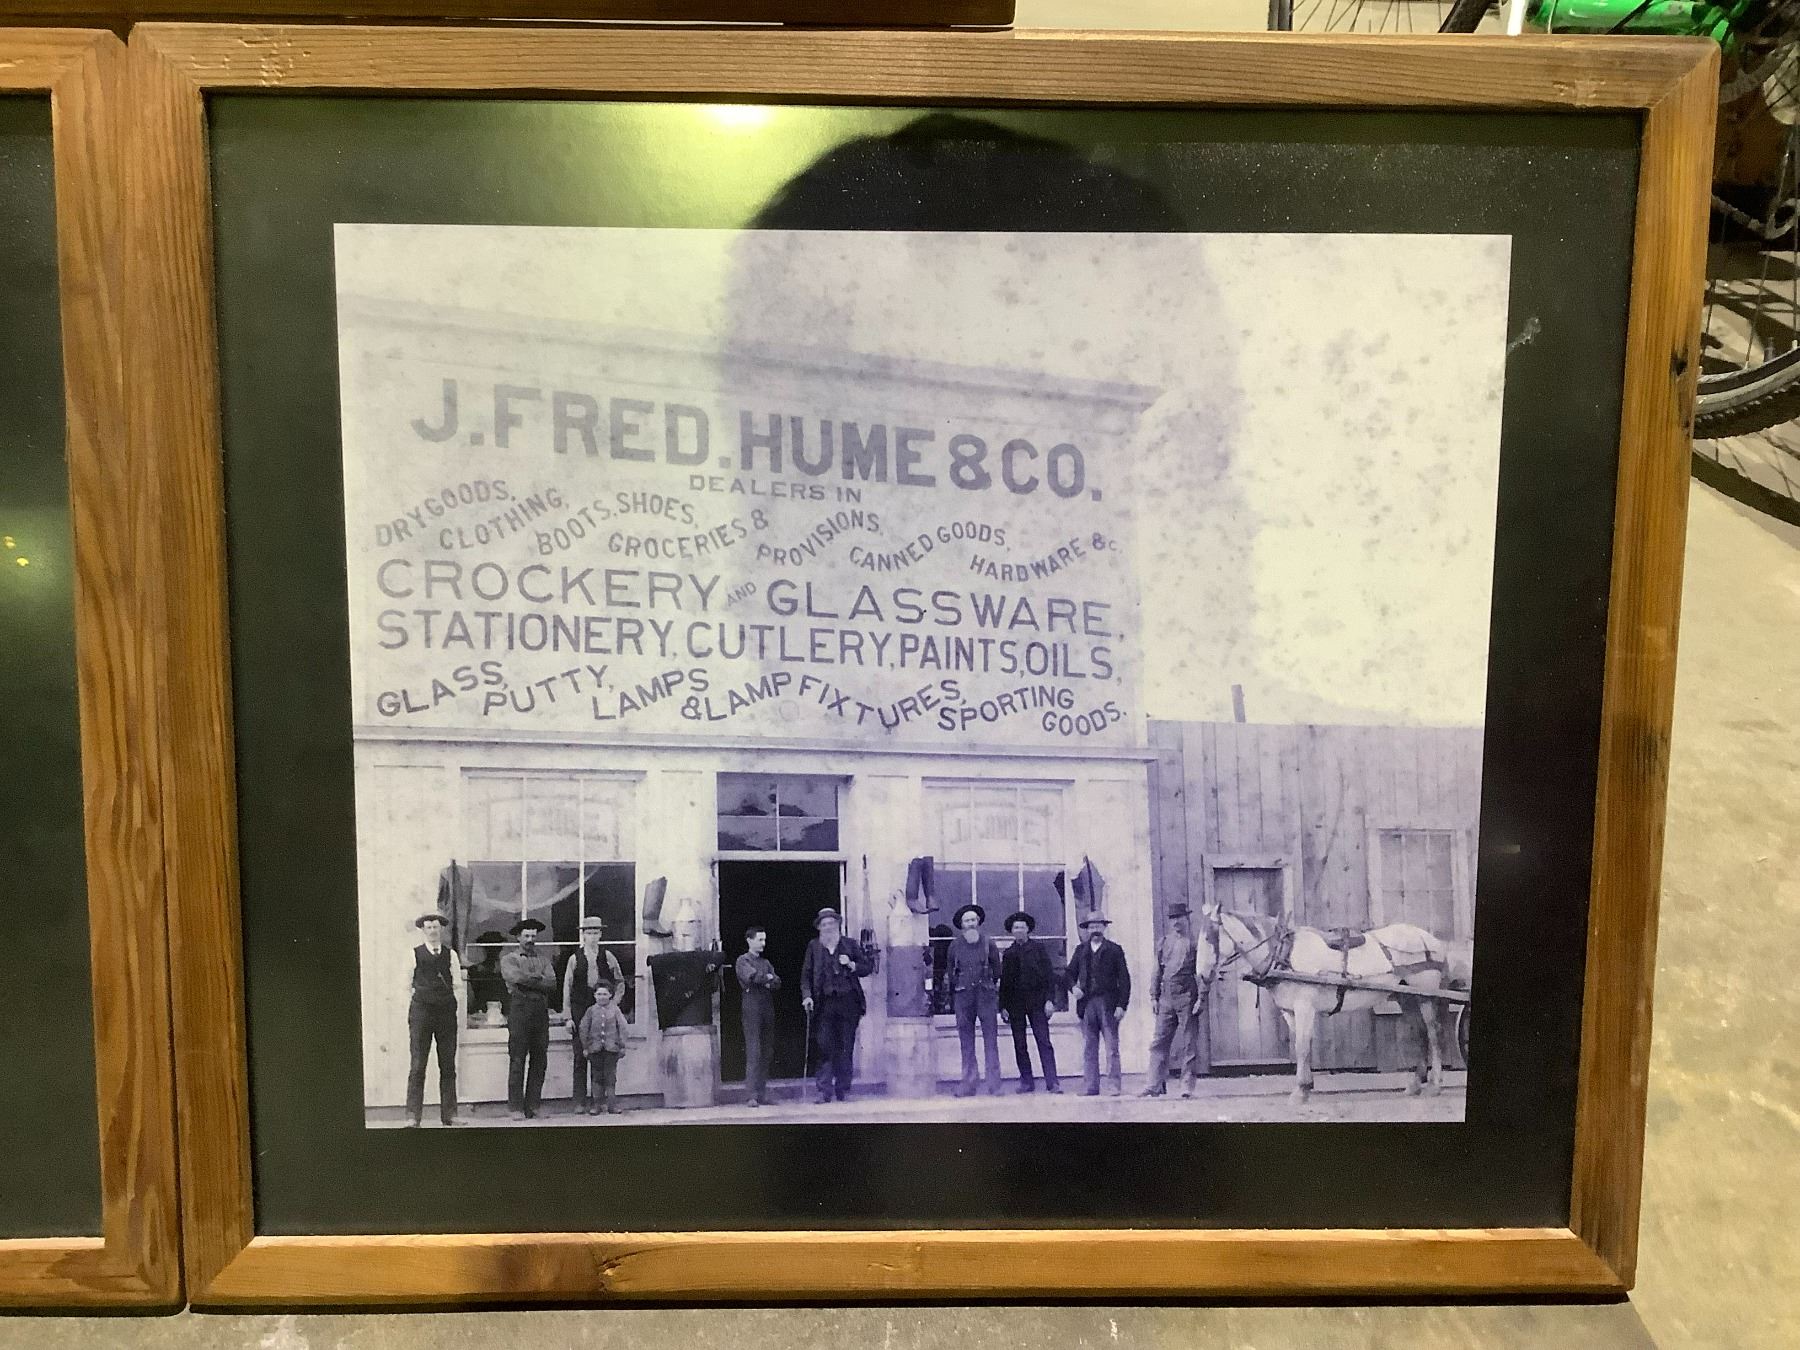 J. FRED. HUME & CO.
DEALERS IN
DRY GOODS, CLOTHING, BOOTS, SHOES, GROCERIES & PROVISIONS, CANNED GOODS, HARDWARE &c.
CROCKERY AND GLASSWARE,
STATIONERY, CUTLERY, PAINTS, OILS,
GLASS, PUTTY, LAMPS & LAMP FIXTURES, SPORTING GOODS.